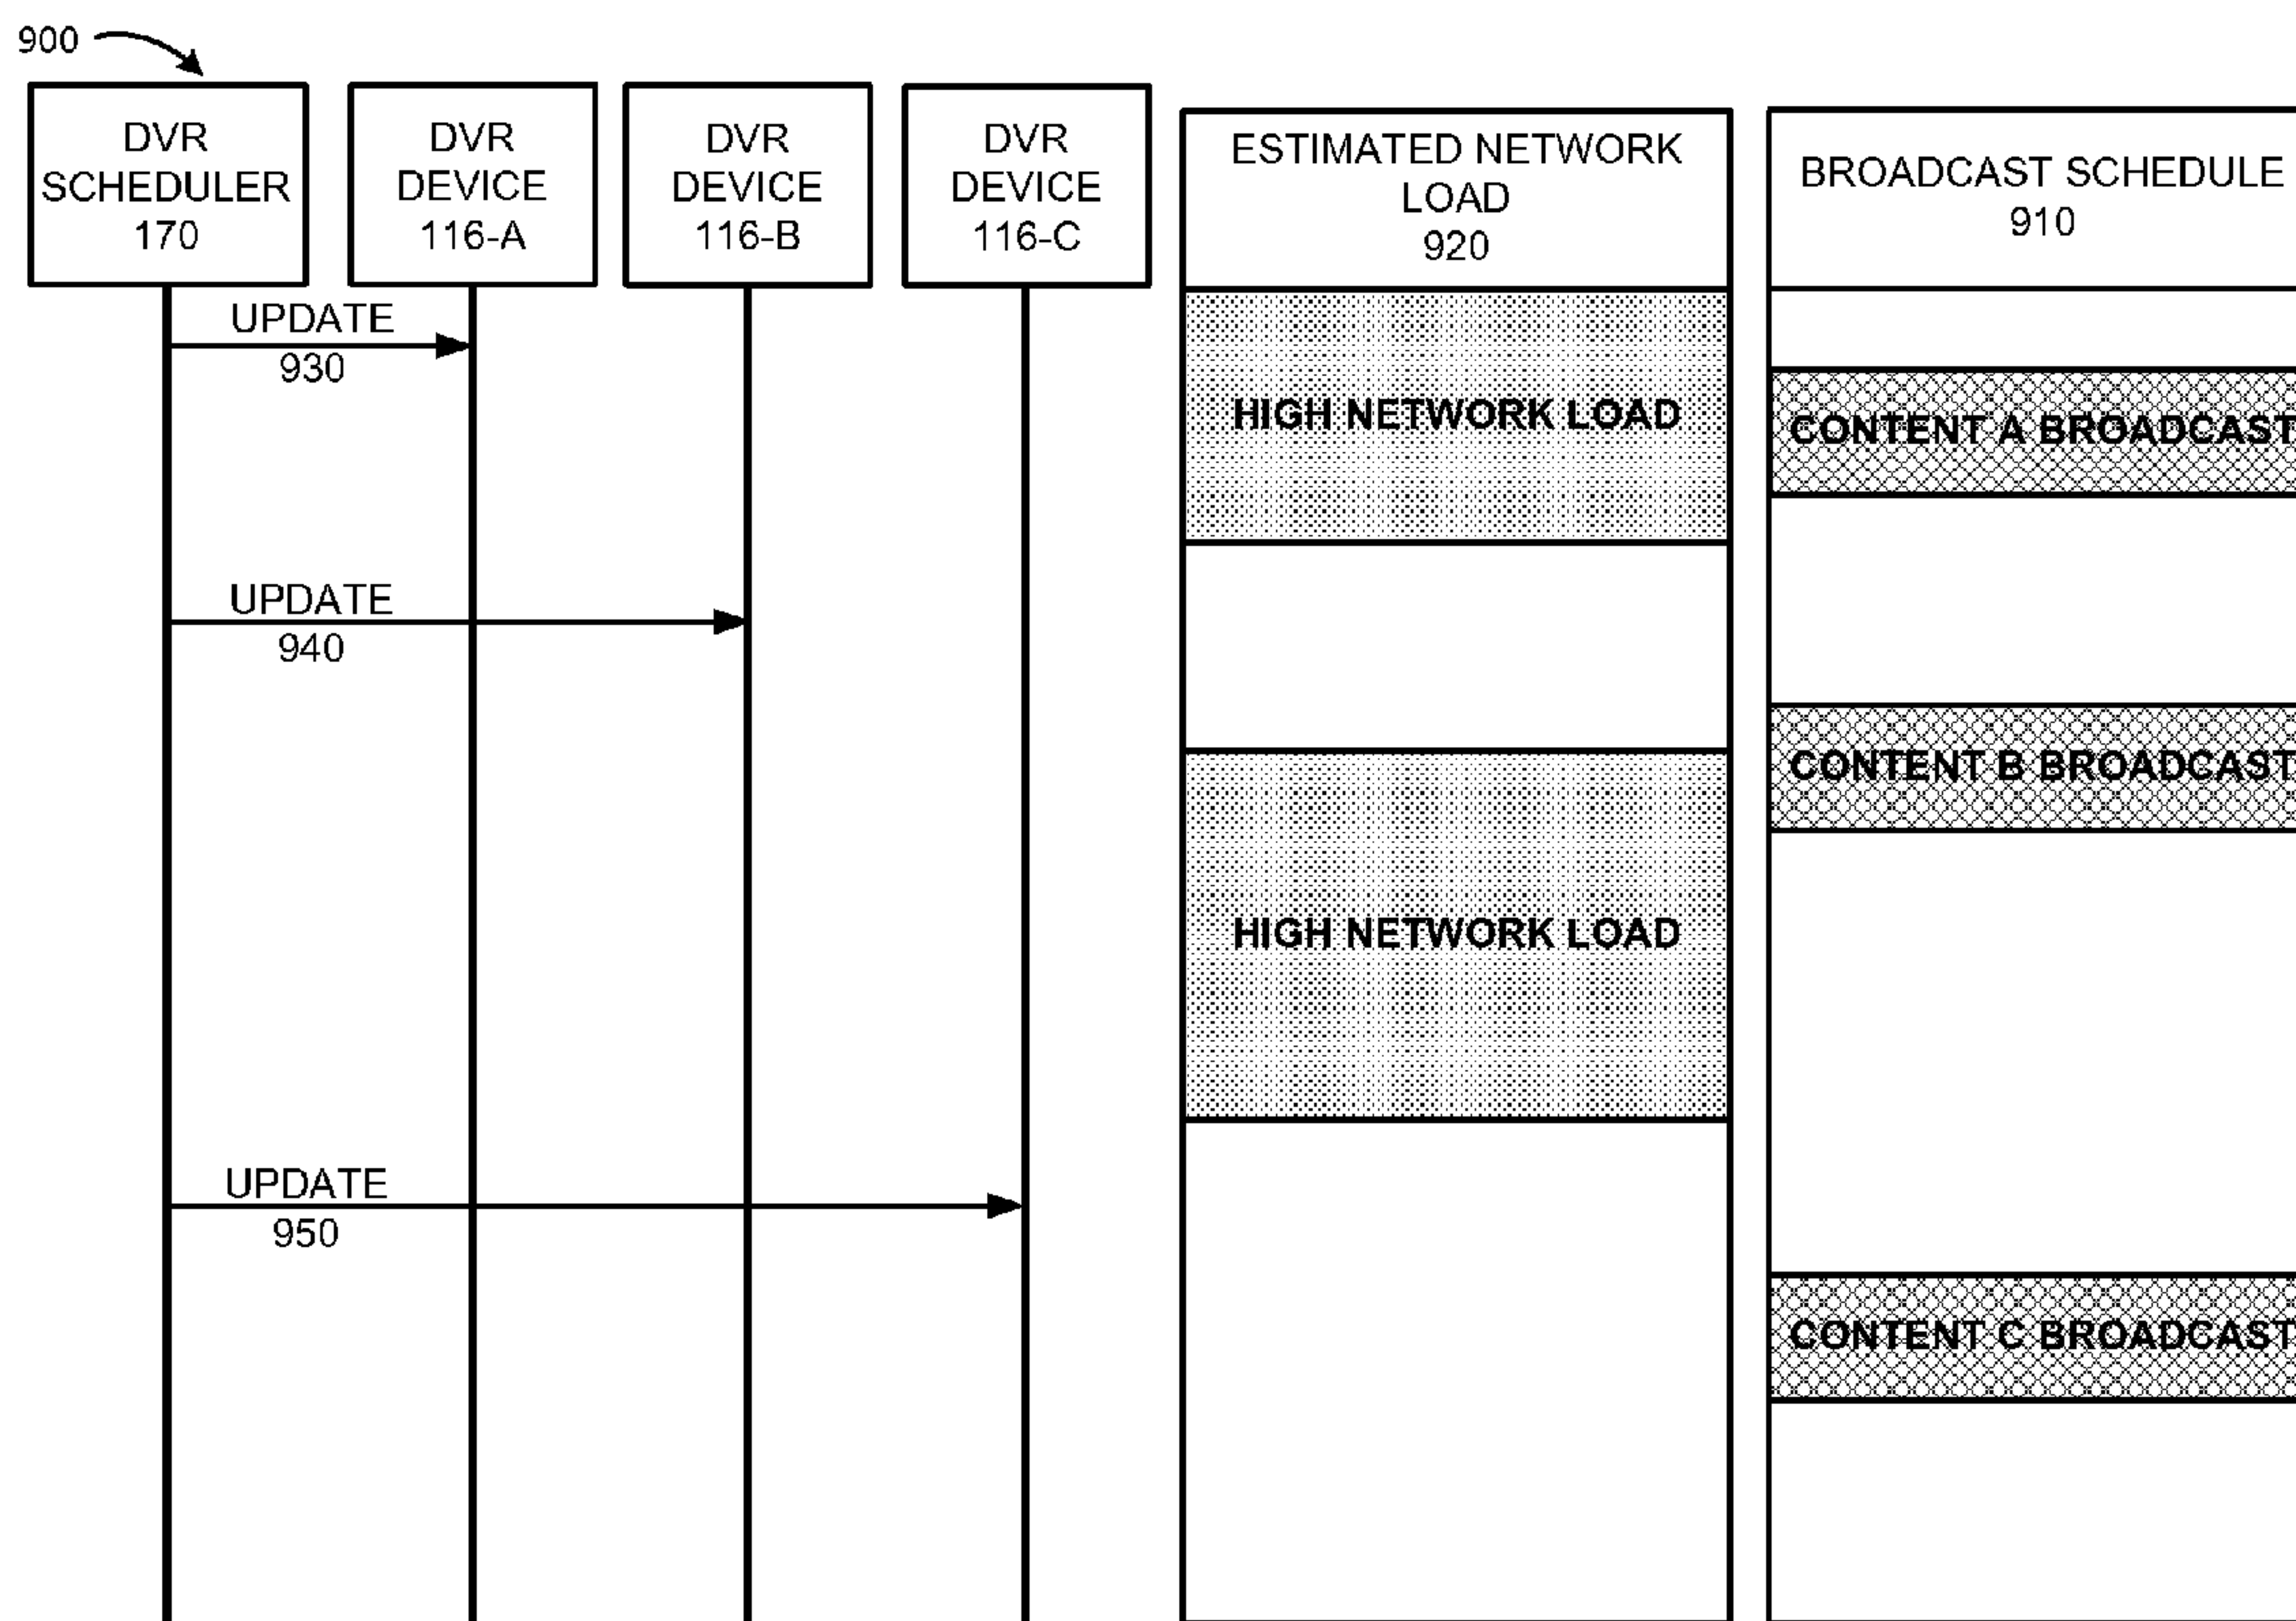 900
DVR
SCHEDULER
170
DVR
DEVICE
116-A
DVR
DEVICE
116-B
DVR
DEVICE
116-C
ESTIMATED NETWORK
LOAD
920
BROADCAST SCHEDULE
910
UPDATE
930
HIGH NETWORK LOAD
CONTENT A BROADCAST
UPDATE
940
CONTENT B BROADCAST
HIGH NETWORK LOAD
UPDATE
950
CONTENT C BROADCAST